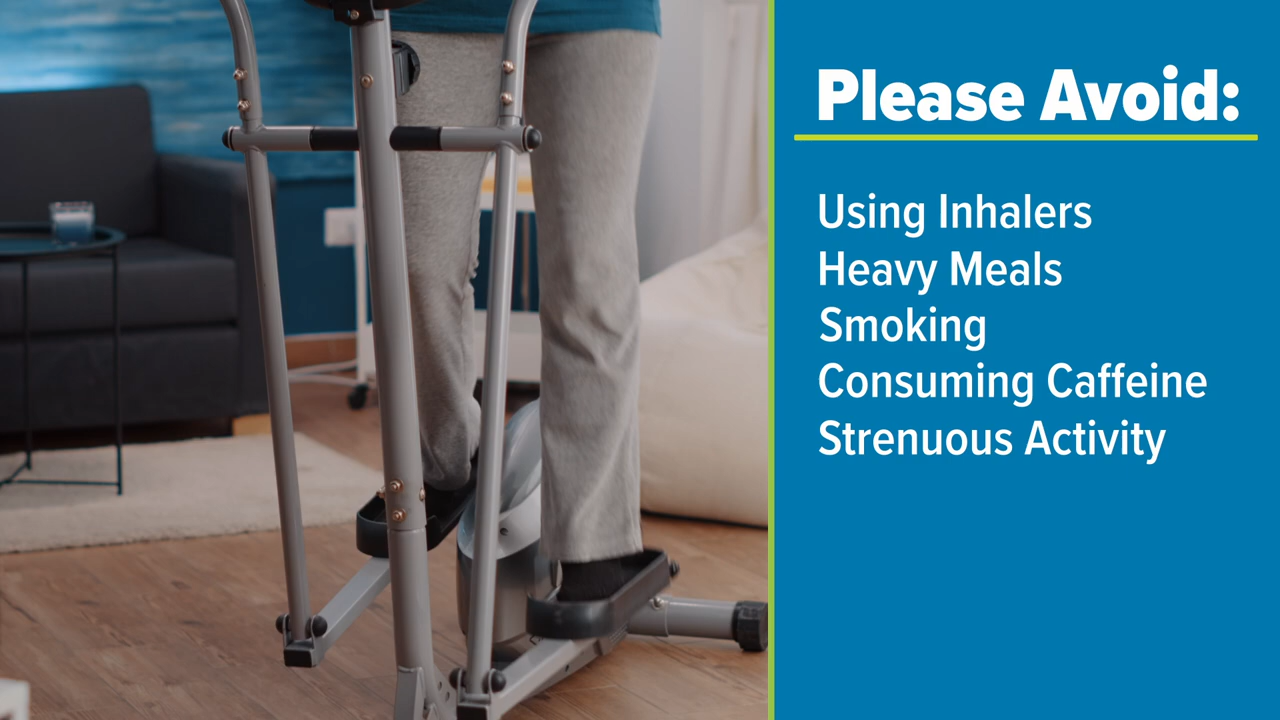 Please Avoid:
Using Inhalers
Heavy Meals
Smoking
Consuming Caffeine
Strenuous Activity